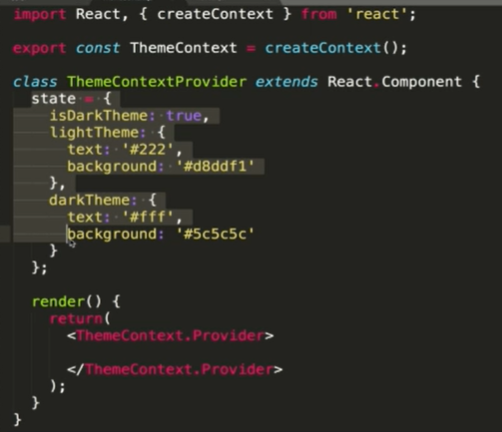 import React, { createContext } from 'react';
export const ThemeContext = createContext();
class ThemeContextProvider extends React.Component {
state = {
isDarkTheme: true,
lightTheme: {
text: '#222',
background: '#d8ddf1'
},
darkTheme: {
text: '#fff',
background: '#5c5c5c'
}
};
render() {
return(
<ThemeContext.Provider>
</ThemeContext.Provider>
);
}
}